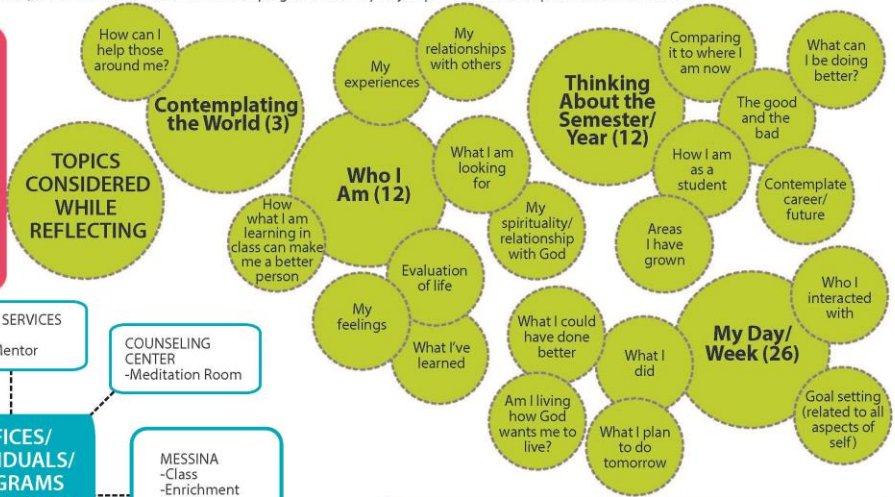 How can I
help those
around me?
Contemplating
the World (3)
TOPICS
CONSIDERED
WHILE
REFLECTING
My
experiences
My
relationships
with others
Who I
Am (12)
What I am
looking
for
My
spirituality/
relationship
with God
How
what I am
learning in
class can make
me a better
person
Evaluation
of life
My
feelings
What I've
learned
Thinking
About the
Semester/
Year (12)
Comparing
it to where I
am now
What can
I be doing
better?
The good
and the
bad
How I am
as a
student
Contemplate
career/
future
Areas
I have
grown
My Day/
Week (26)
Who I
interacted
with
What I could
have done
better
What I
did
Am I living
how God
wants me to
live?
What I plan
to do
tomorrow
Goal setting
(related to all
aspects of
self)
SERVICES
Mentor
COUNSELING
CENTER
-Meditation Room
MESSINA
-Class
-Enrichment